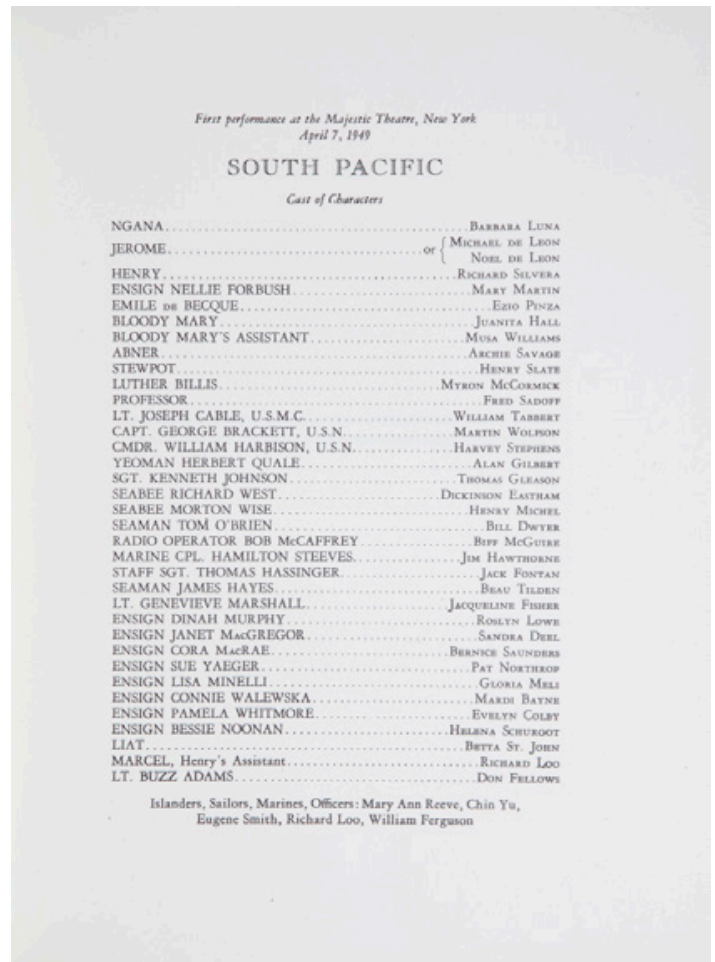 First performance at the Majestic Theatre, New York
April 7, 1949
SOUTH PACIFIC
Cast of Characters
NGANA.......... BARBARA LUNA
JEROME.......... or { MICHAEL DE LEON
NOEL DE LEON
HENRY.......... RICHARD SILVERA
ENSIGN NELLIE FORBUSH.......... MARY MARTIN
EMILE DE BECQUE.......... EZIO PINZA
BLOODY MARY.......... JUANITA HALL
BLOODY MARY'S ASSISTANT.......... MUSA WILLIAMS
ABNER.......... ARCHIE SAVAGE
STEWPOT.......... HENRY SLATE
LUTHER BILLIS.......... MYRON McCORMICK
PROFESSOR.......... FRED SADOFF
LT. JOSEPH CABLE, U.S.M.C.......... WILLIAM TABBERT
CAPT. GEORGE BRACKETT, U.S.N.......... MARTIN WOLFSON
CMDR. WILLIAM HARBISON, U.S.N.......... HARVEY STEPHENS
YEOMAN HERBERT QUALE.......... ALAN GILBERT
SGT. KENNETH JOHNSON.......... THOMAS GLEASON
SEABEE RICHARD WEST.......... DICKINSON EASTHAM
SEABEE MORTON WISE.......... HENRY MICHEL
SEAMAN TOM O'BRIEN.......... BILL DWYER
RADIO OPERATOR BOB McCAFFREY.......... BIFF McGUIRE
MARINE CPL. HAMILTON STEEVES.......... JIM HAWTHORNE
STAFF SGT. THOMAS HASSINGER.......... JACK FONTAN
SEAMAN JAMES HAYES.......... BEAU TILDEN
LT. GENEVIEVE MARSHALL.......... JACQUELINE FISHER
ENSIGN DINAH MURPHY.......... ROSLYN LOWE
ENSIGN JANET MacGREGOR.......... SANDRA DEEL
ENSIGN CORA MacRAE.......... BERNICE SAUNDERS
ENSIGN SUE YAEGER.......... PAT NORTHROP
ENSIGN LISA MINELLI.......... GLORIA MELI
ENSIGN CONNIE WALEWSKA.......... MARDI BAYNE
ENSIGN PAMELA WHITMORE.......... EVELYN COLBY
ENSIGN BESSIE NOONAN.......... HELENA SCHUROOT
LIAT.......... BETTA ST. JOHN
MARCEL, Henry's Assistant.......... RICHARD LOO
LT. BUZZ ADAMS.......... DON FELLOWS
Islanders, Sailors, Marines, Officers: Mary Ann Reeve, Chin Yu,
Eugene Smith, Richard Loo, William Ferguson